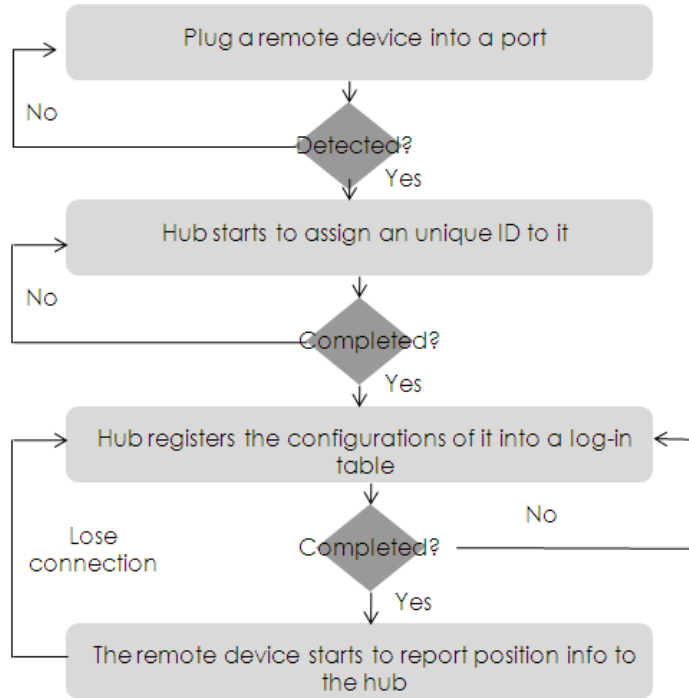 Plug a remote device into a port
No
Detected?
Yes
Hub starts to assign an unique ID to it
No
Completed?
Yes
Hub registers the configurations of it into a log-in
table
Lose
connection
Completed?
No
Yes
The remote device starts to report position info to
the hub